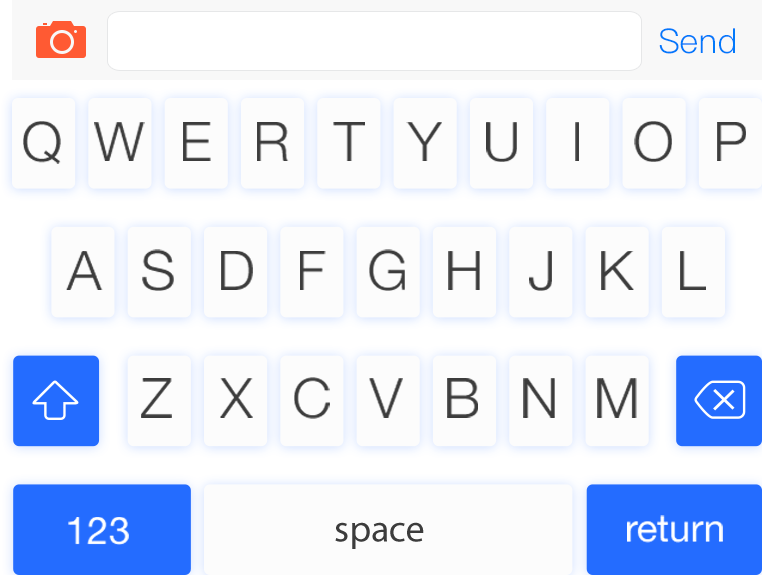 Send
Q W E R T Y U I O P
A S D F G H J K L
Z X C V B N M
123 space return